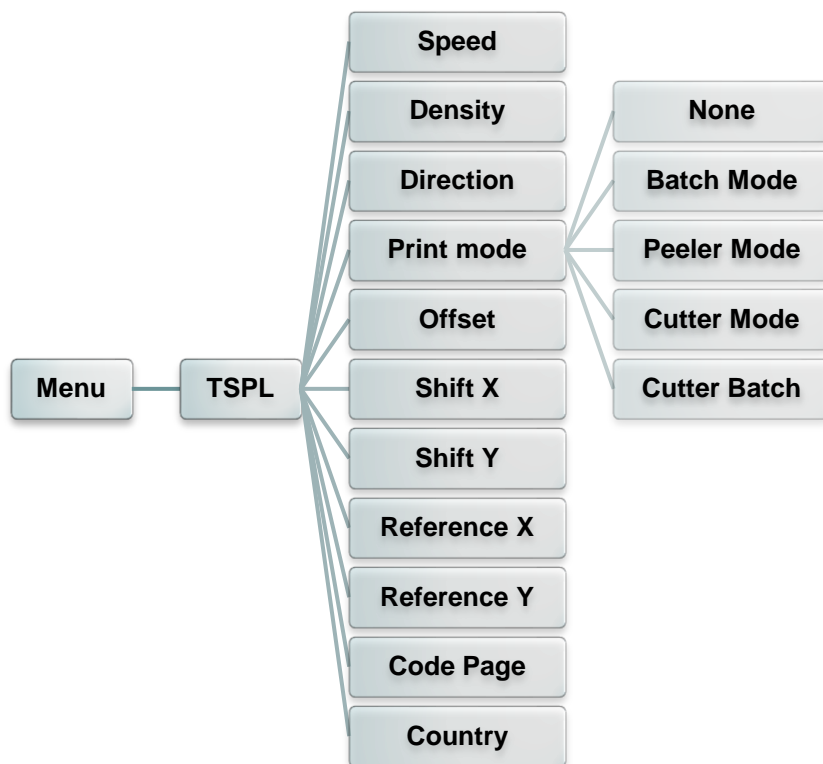 Menu
TSPL
Speed
Density
Direction
Print mode
Offset
Shift X
Shift Y
Reference X
Reference Y
Code Page
Country
None
Batch Mode
Peeler Mode
Cutter Mode
Cutter Batch